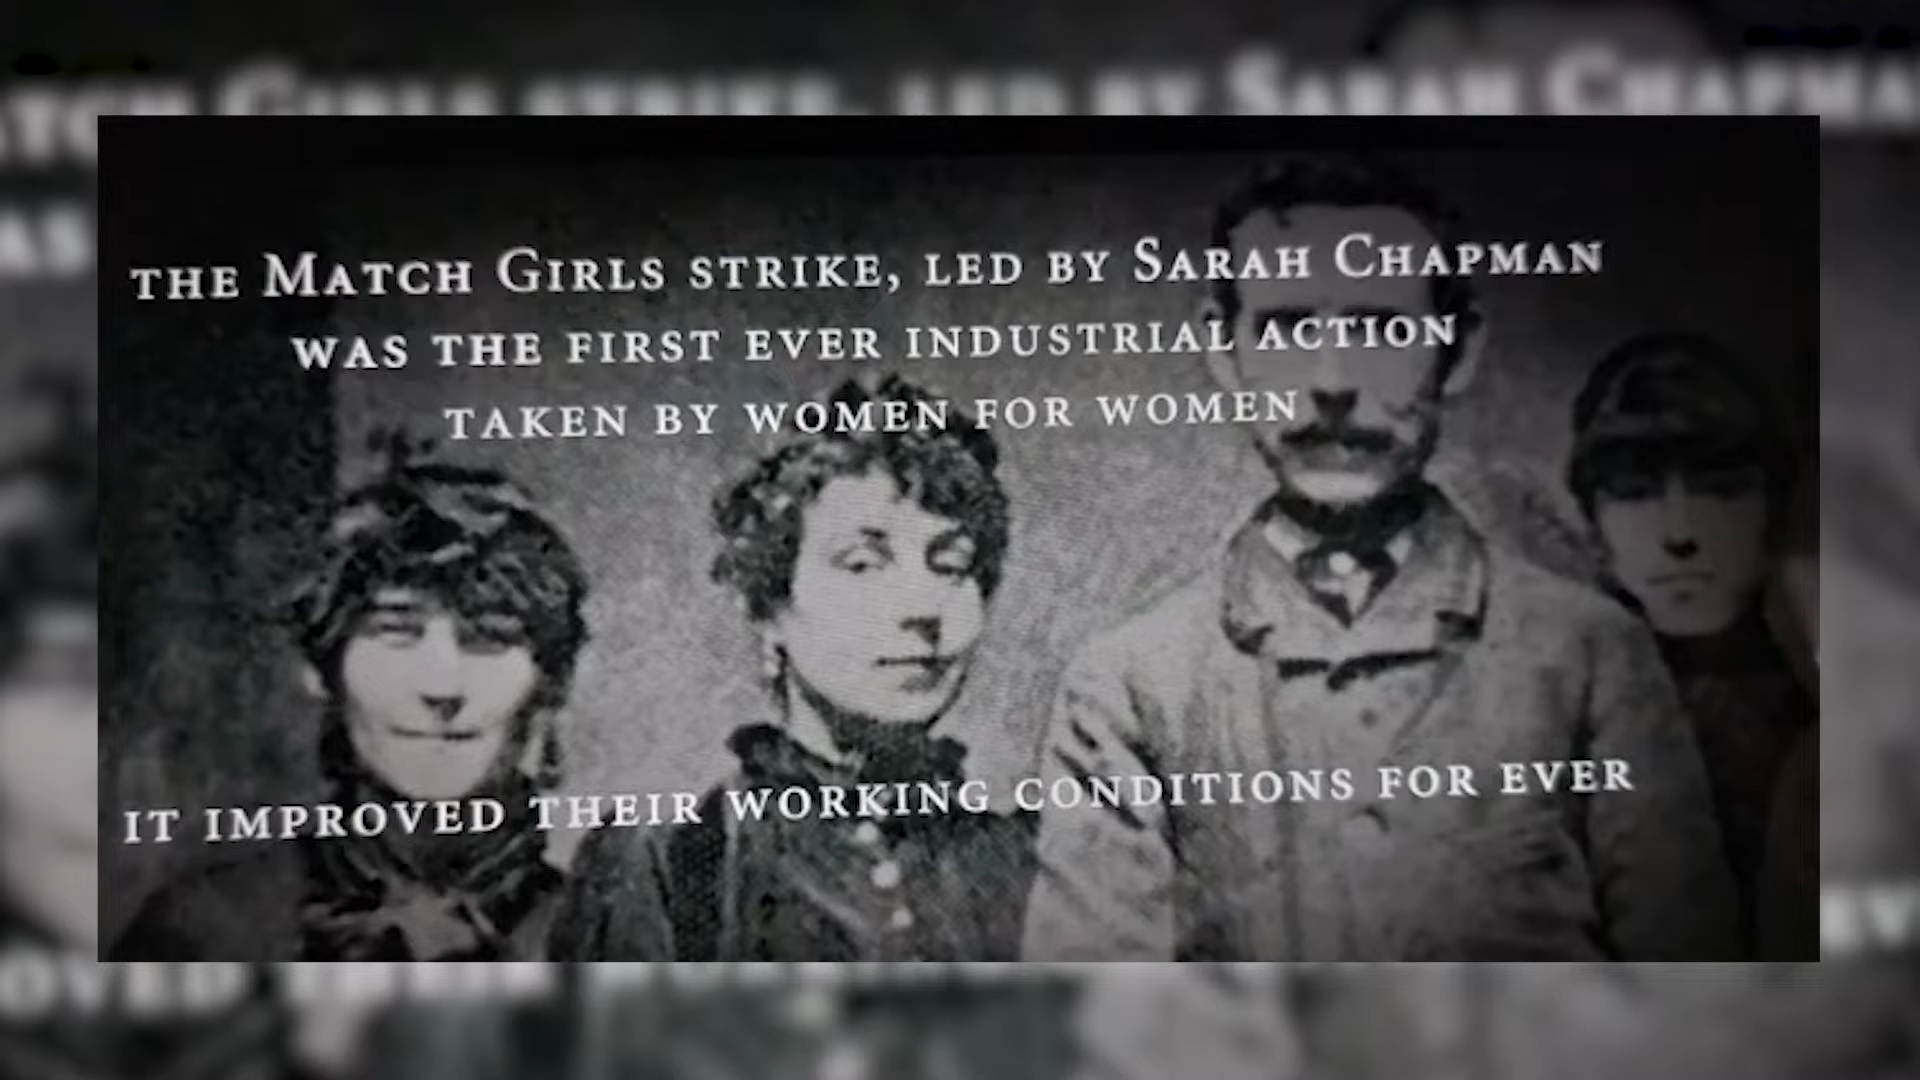 THE MATCH GIRLS STRIKE, LED BY SARAH CHAPMAN
WAS THE FIRST EVER INDUSTRIAL ACTION
TAKEN BY WOMEN FOR WOMEN
IT IMPROVED THEIR WORKING CONDITIONS FOR EVER